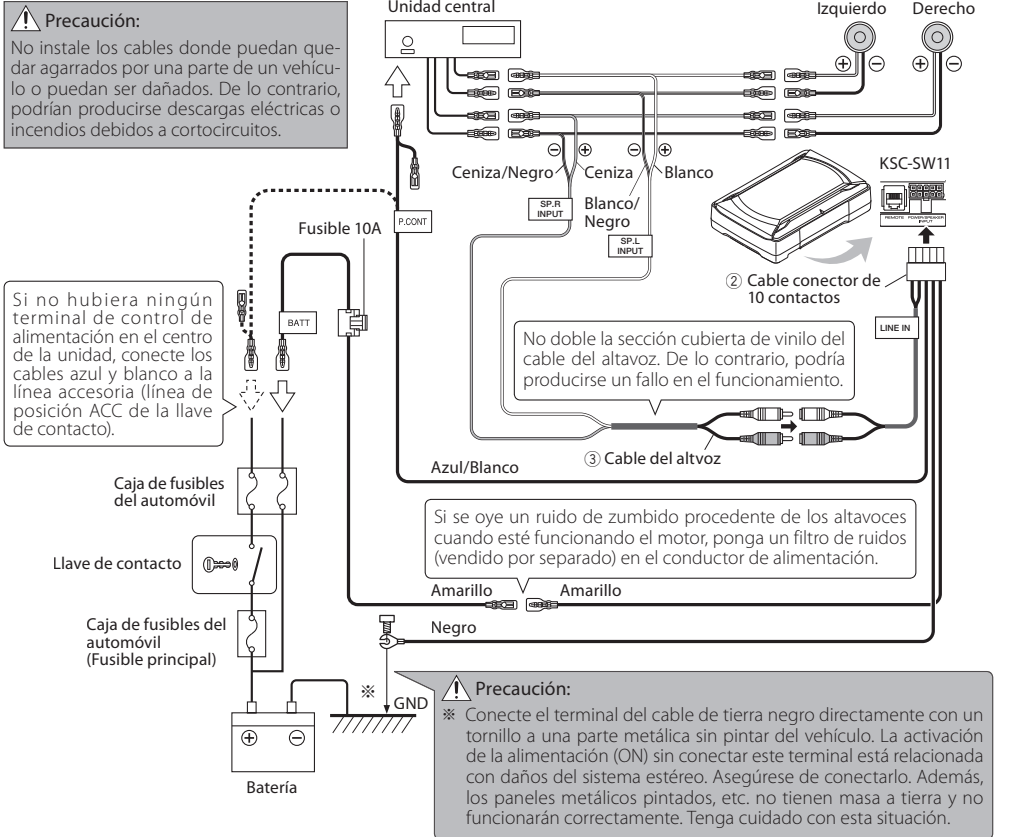 Precaución:
No instale los cables donde puedan que-
dar agarrados por una parte de un vehícu-
lo o puedan ser dañados. De lo contrario,
podrían producirse descargas eléctricas o
incendios debidos a cortocircuitos.
Unidad central
Izquierdo
Derecho
⊕ ⊖
⊕ ⊖
⊖ ⊕
⊖ ⊕
Ceniza/Negro
Ceniza
Blanco/
Negro
Blanco
KSC-SW11
REMOTE
POWER/SPEAKER
INPUT
P.CONT
SP.R
INPUT
SP.L
INPUT
Fusible 10A
② Cable conector de
10 contactos
BATT
LINE IN
Si no hubiera ningún
terminal de control de
alimentación en el centro
de la unidad, conecte los
cables azul y blanco a la
línea accesoria (línea de
posición ACC de la llave
de contacto).
No doble la sección cubierta de vinilo del
cable del altavoz. De lo contrario, podría
producirse un fallo en el funcionamiento.
③ Cable del altvoz
Azul/Blanco
Caja de fusibles
del automóvil
Si se oye un ruido de zumbido procedente de los altavoces
cuando esté funcionando el motor, ponga un filtro de ruidos
(vendido por separado) en el conductor de alimentación.
Llave de contacto
Amarillo
Amarillo
Negro
Caja de fusibles del
automóvil
(Fusible principal)
※
GND
⊕ ⊖
Batería
Precaución:
※ Conecte el terminal del cable de tierra negro directamente con un
tornillo a una parte metálica sin pintar del vehículo. La activación
de la alimentación (ON) sin conectar este terminal está relacionada
con daños del sistema estéreo. Asegúrese de conectarlo. Además,
los paneles metálicos pintados, etc. no tienen masa a tierra y no
funcionarán correctamente. Tenga cuidado con esta situación.